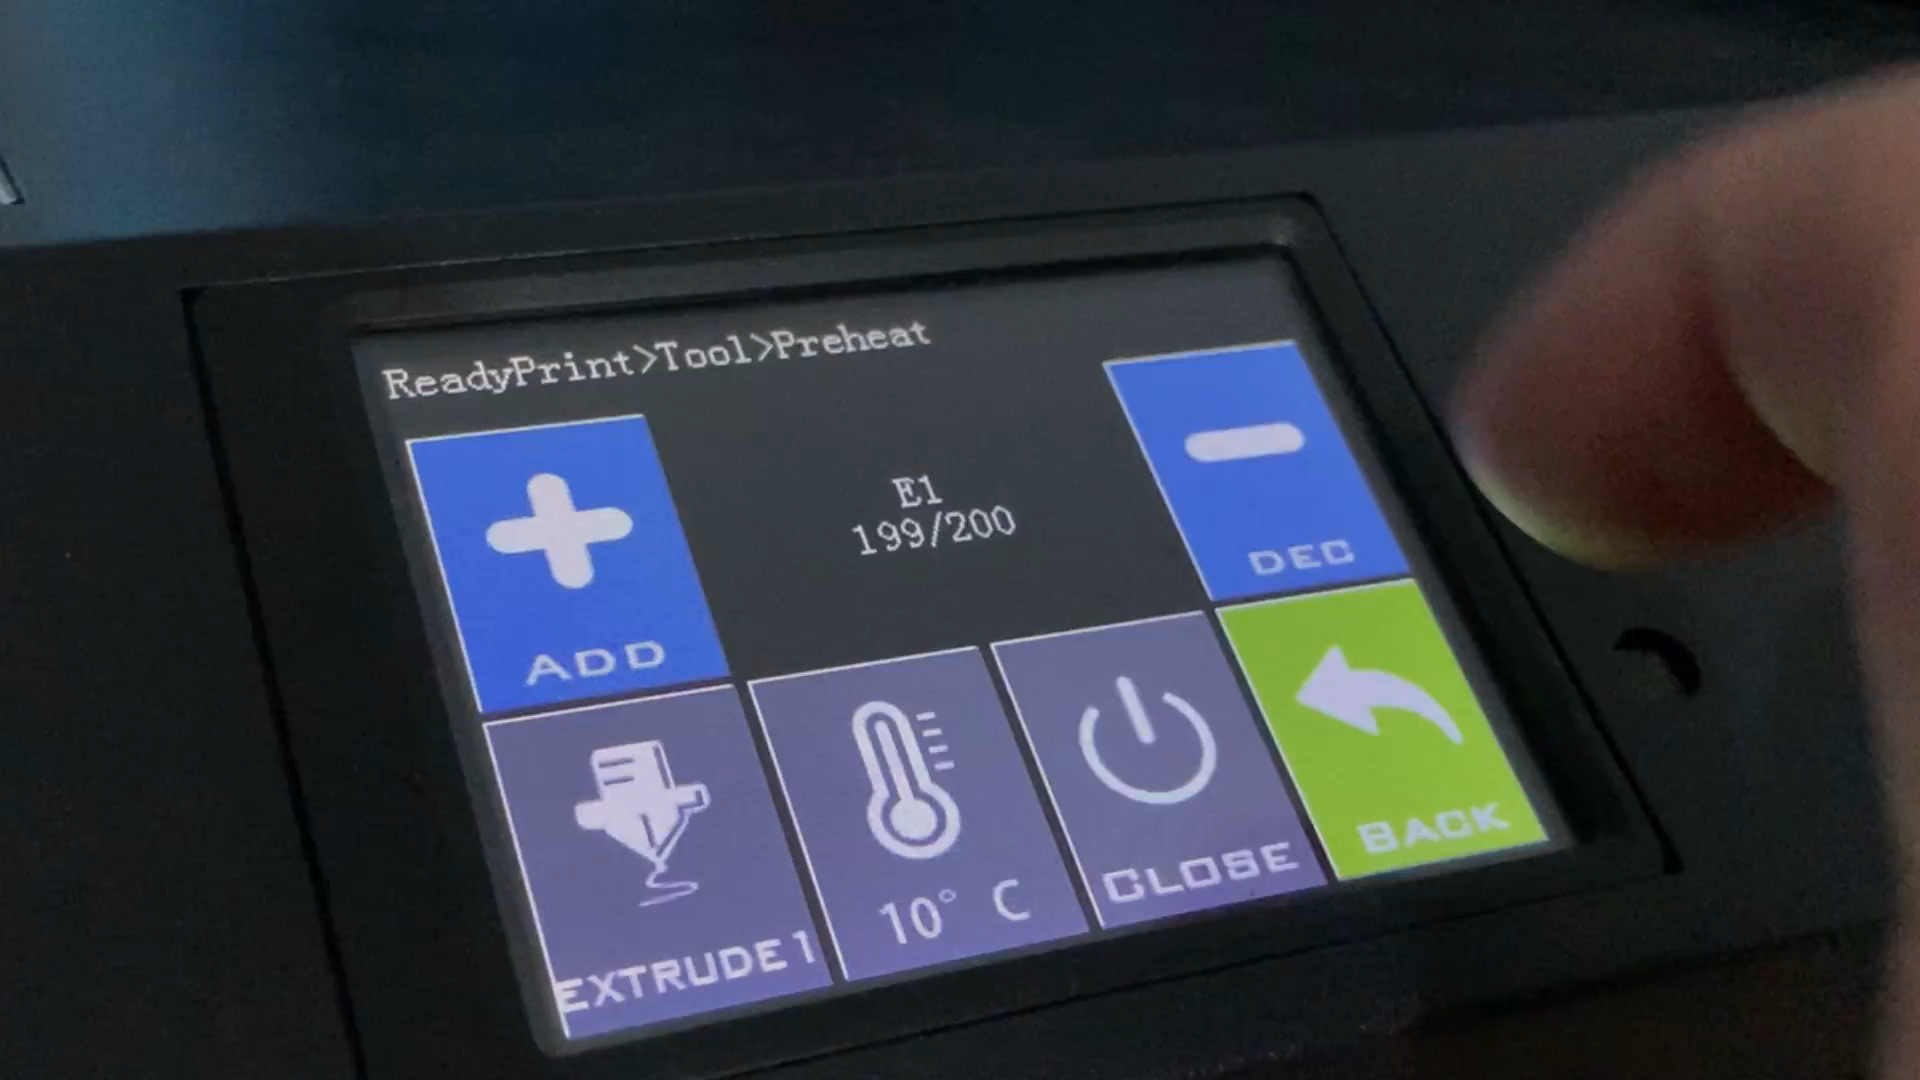 ReadyPrint>Tool>Preheat
E1
199/200
ADD
DEC
EXTRUDE1
10° C
CLOSE
BACK